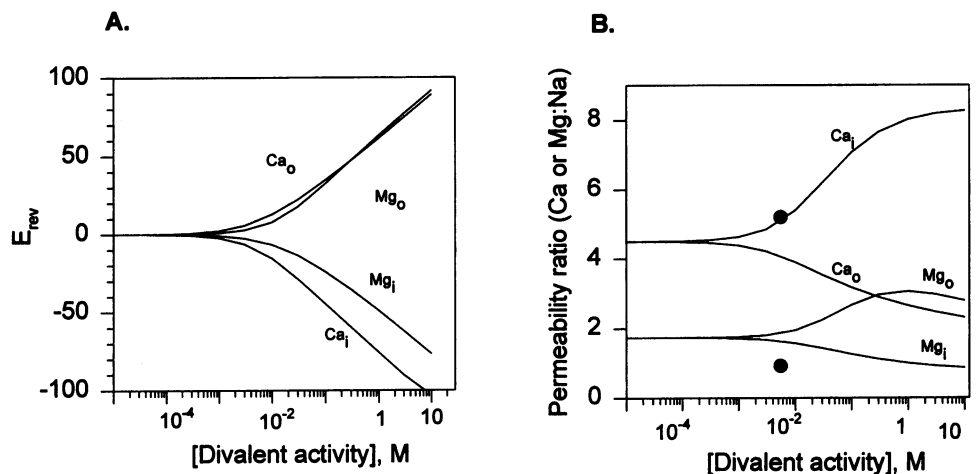 A.
100
50
0
-50
-100
E_rev
Ca_o
Mg_o
Mg_i
Ca_i
10^-4
10^-2
1
10
[Divalent activity], M
B.
Permeability ratio (Ca or Mg:Na)
8
6
4
2
0
Ca_i
Ca_o
Mg_o
Mg_i
10^-4
10^-2
1
10
[Divalent activity], M